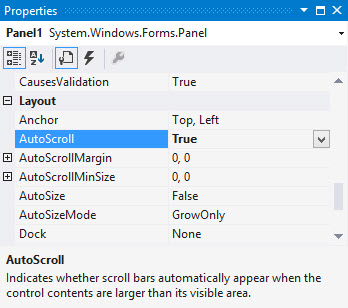 Properties
Panel1 System.Windows.Forms.Panel
CausesValidation True
Layout
Anchor Top, Left
AutoScroll True
AutoScrollMargin 0, 0
AutoScrollMinSize 0, 0
AutoSize False
AutoSizeMode GrowOnly
Dock None
AutoScroll
Indicates whether scroll bars automatically appear when the
control contents are larger than its visible area.